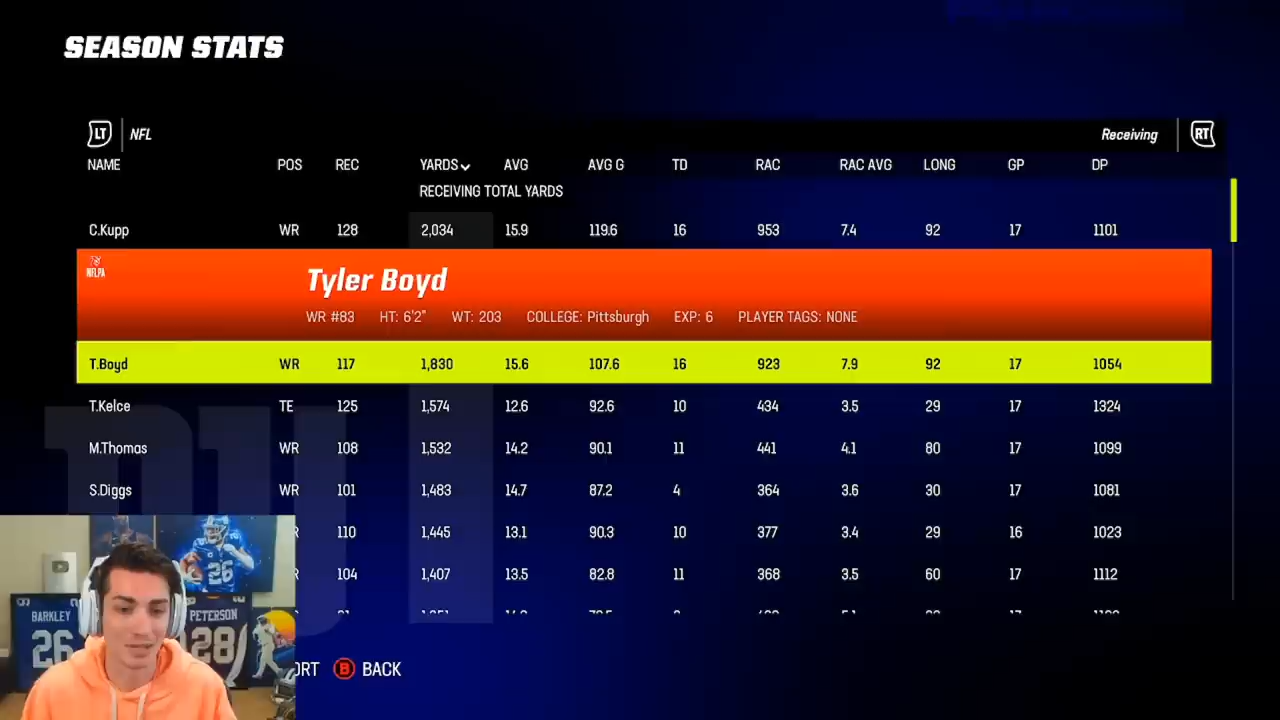 SEASON STATS
LT NFL Receiving RT
NAME POS REC YARDS AVG AVG G TD RAC RAC AVG LONG GP DP
RECEIVING TOTAL YARDS
C.Kupp WR 128 2,034 15.9 119.6 16 953 7.4 92 17 1101
NFLPA Tyler Boyd
WR #83 HT: 6'2" WT: 203 COLLEGE: Pittsburgh EXP: 6 PLAYER TAGS: NONE
T.Boyd WR 117 1,830 15.6 107.6 16 923 7.9 92 17 1054
T.Kelce TE 125 1,574 12.6 92.6 10 434 3.5 29 17 1324
M.Thomas WR 108 1,532 14.2 90.1 11 441 4.1 80 17 1099
S.Diggs WR 101 1,483 14.7 87.2 4 364 3.6 30 17 1081
R 110 1,445 13.1 90.3 10 377 3.4 29 16 1023
R 104 1,407 13.5 82.8 11 368 3.5 60 17 1112
26
BARKLEY PETERSON
26 28
ORT B BACK